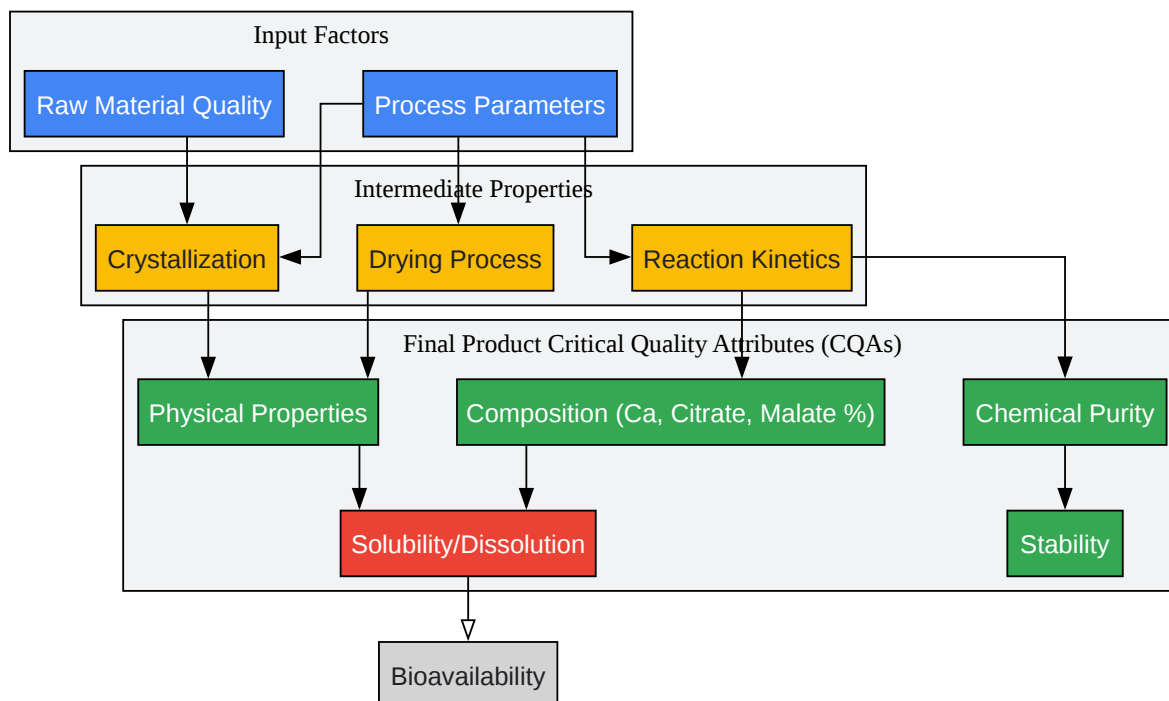 Input Factors
Raw Material Quality
Process Parameters
Intermediate Properties
Crystallization
Drying Process
Reaction Kinetics
Final Product Critical Quality Attributes (CQAs)
Physical Properties
Composition (Ca, Citrate, Malate %)
Chemical Purity
Solubility/Dissolution
Stability
Bioavailability